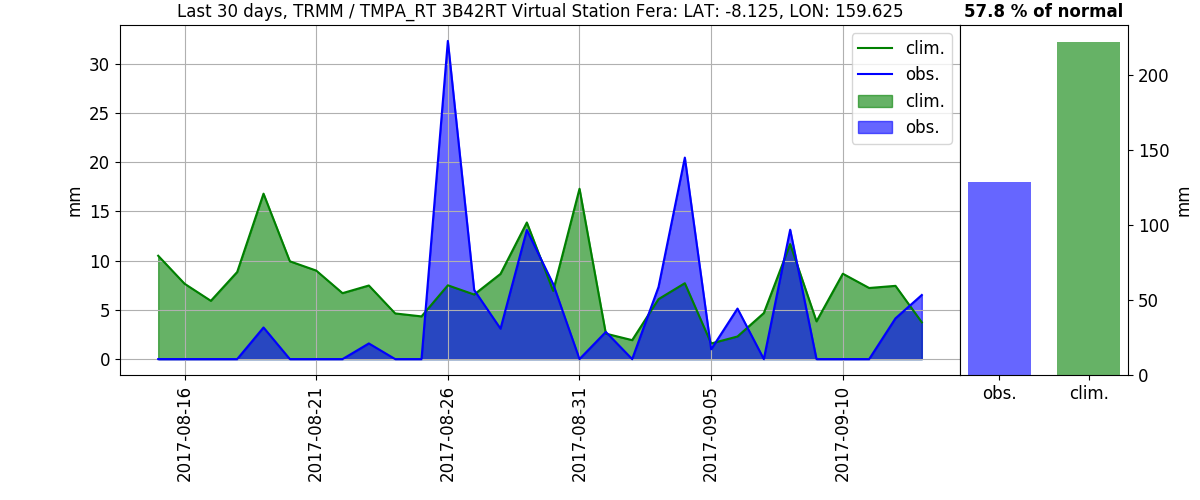 Last 30 days, TRMM / TMPA_RT 3B42RT Virtual Station Fera: LAT: -8.125, LON: 159.625
57.8 % of normal
clim.
obs.
clim.
obs.
mm
30
25
20
15
10
5
0
2017-08-16
2017-08-21
2017-08-26
2017-08-31
2017-09-05
2017-09-10
200
150
100
50
0
mm
obs.
clim.